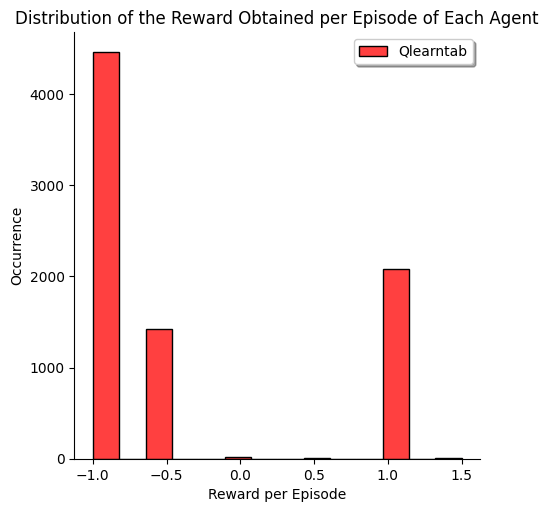 Distribution of the Reward Obtained per Episode of Each Agent
Qlearntab
Occurrence
4000
3000
2000
1000
0
−1.0 −0.5 0.0 0.5 1.0 1.5
Reward per Episode